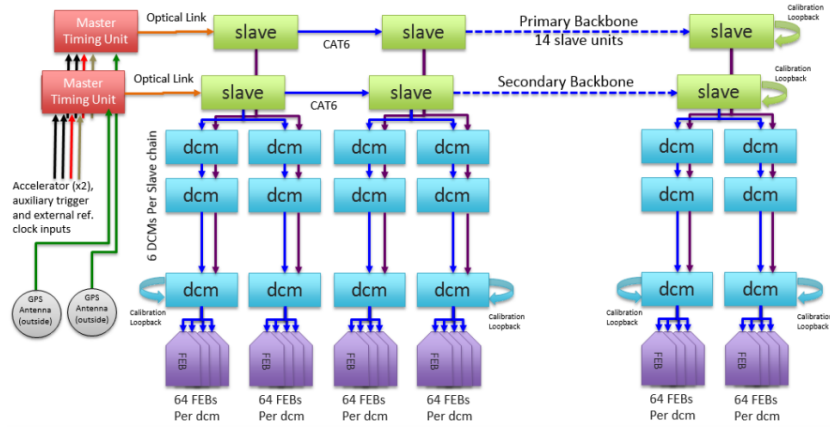 Master
Timing Unit
Optical Link
slave
CAT6
slave
Primary Backbone
14 slave units
slave
Calibration
Loopback
Master
Timing Unit
Optical Link
slave
CAT6
slave
Secondary Backbone
slave
Calibration
Loopback
Accelerator (x2),
auxiliary trigger
and external ref.
clock inputs
6 DCMs Per Slave chain
dcm
dcm
dcm
dcm
dcm
dcm
dcm
dcm
dcm
dcm
dcm
dcm
GPS
Antenna
(outside)
GPS
Antenna
(outside)
Calibration
Loopback
dcm
dcm
dcm
dcm
Calibration
Loopback
Calibration
Loopback
dcm
dcm
Calibration
Loopback
FEB
FEB
FEB
FEB
FEB
FEB
64 FEBs
Per dcm
64 FEBs
Per dcm
64 FEBs
Per dcm
64 FEBs
Per dcm
64 FEBs
Per dcm
64 FEBs
Per dcm